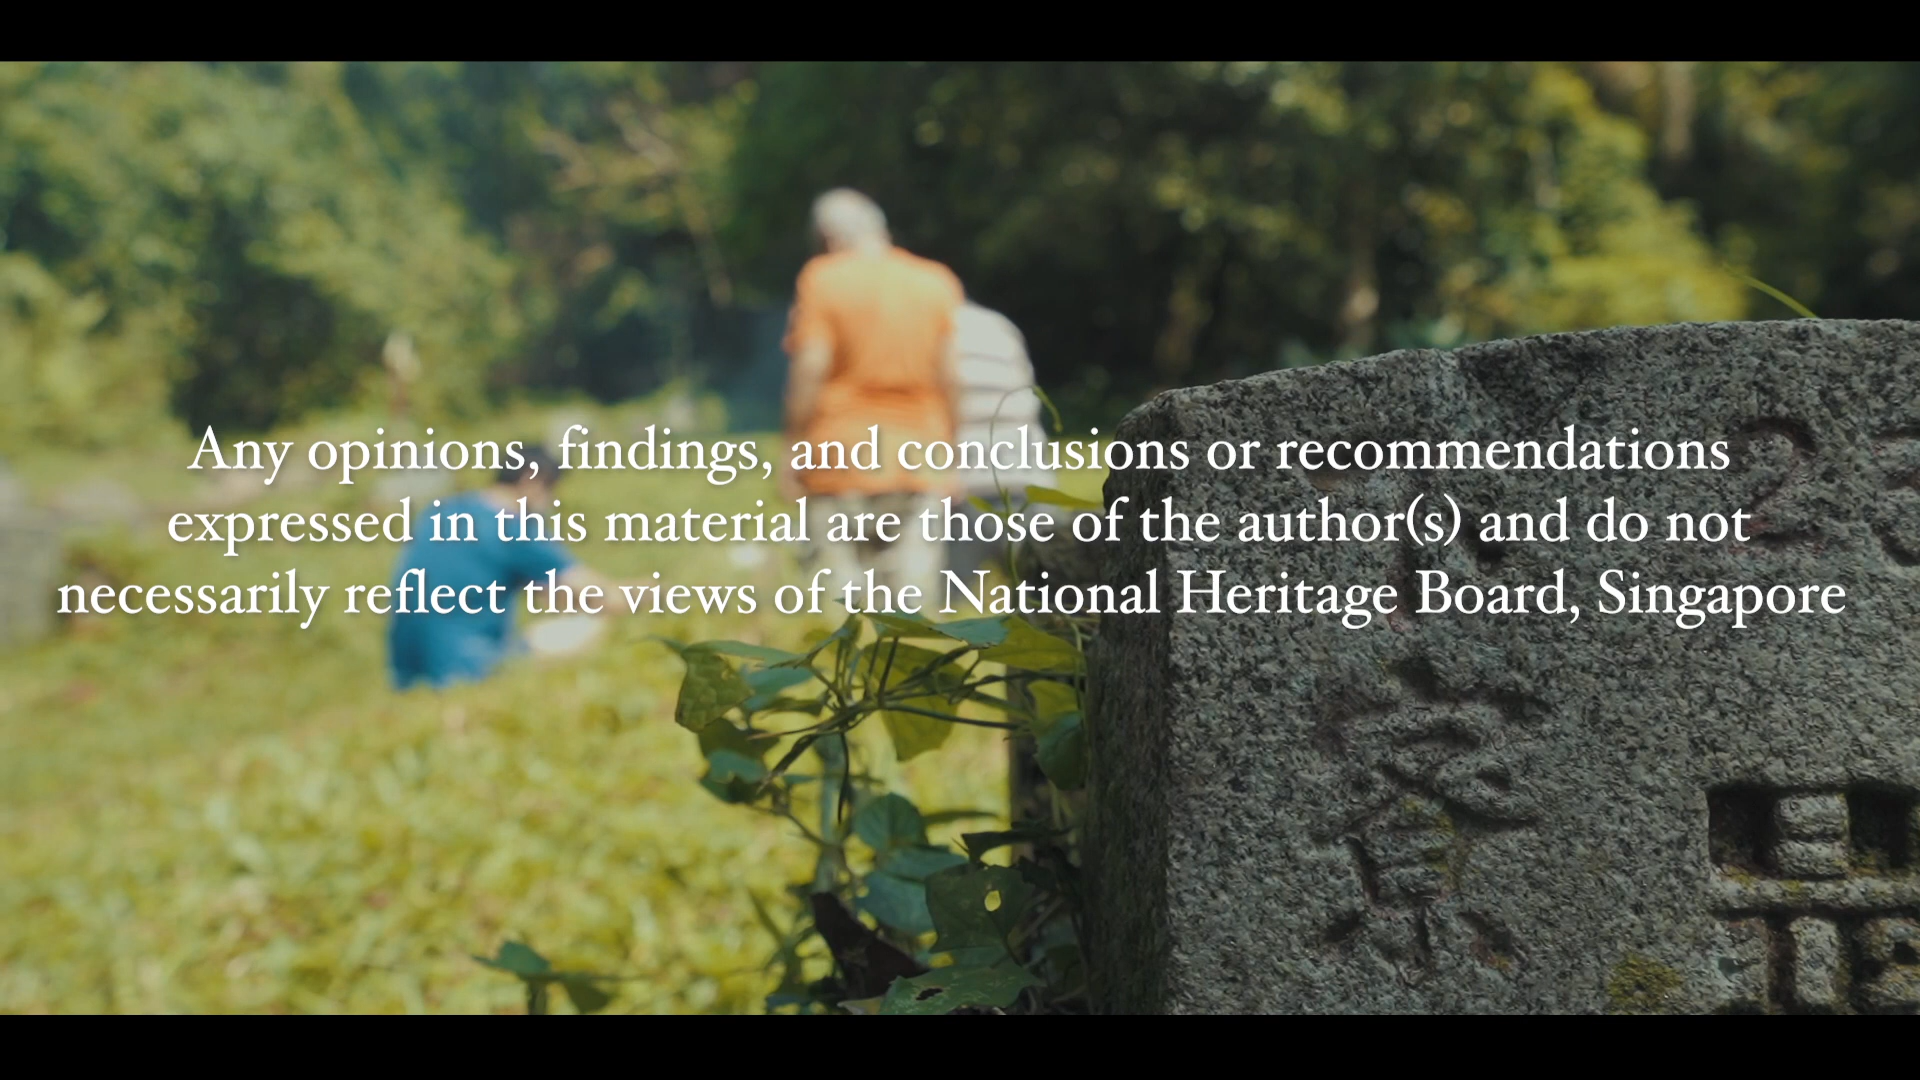 Any opinions, findings, and conclusions or recommendations
expressed in this material are those of the author(s) and do not
necessarily reflect the views of the National Heritage Board, Singapore